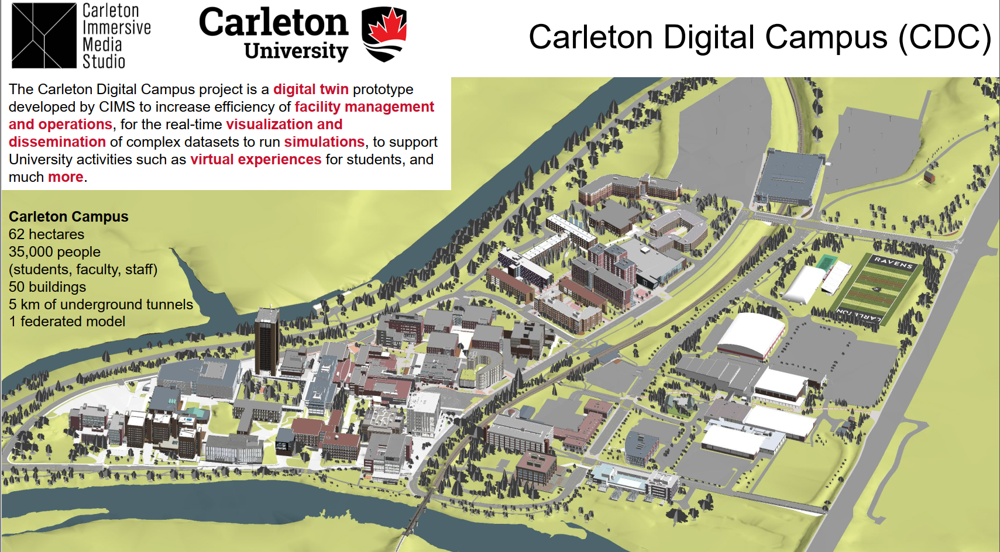 Carleton
Immersive
Media
Studio
Carleton
University
Carleton Digital Campus (CDC)
The Carleton Digital Campus project is a digital twin prototype
developed by CIMS to increase efficiency of facility management
and operations, for the real-time visualization and
dissemination of complex datasets to run simulations, to support
University activities such as virtual experiences for students, and
much more.
Carleton Campus
62 hectares
35,000 people
(students, faculty, staff)
50 buildings
5 km of underground tunnels
1 federated model
RAVENS
CARLETON